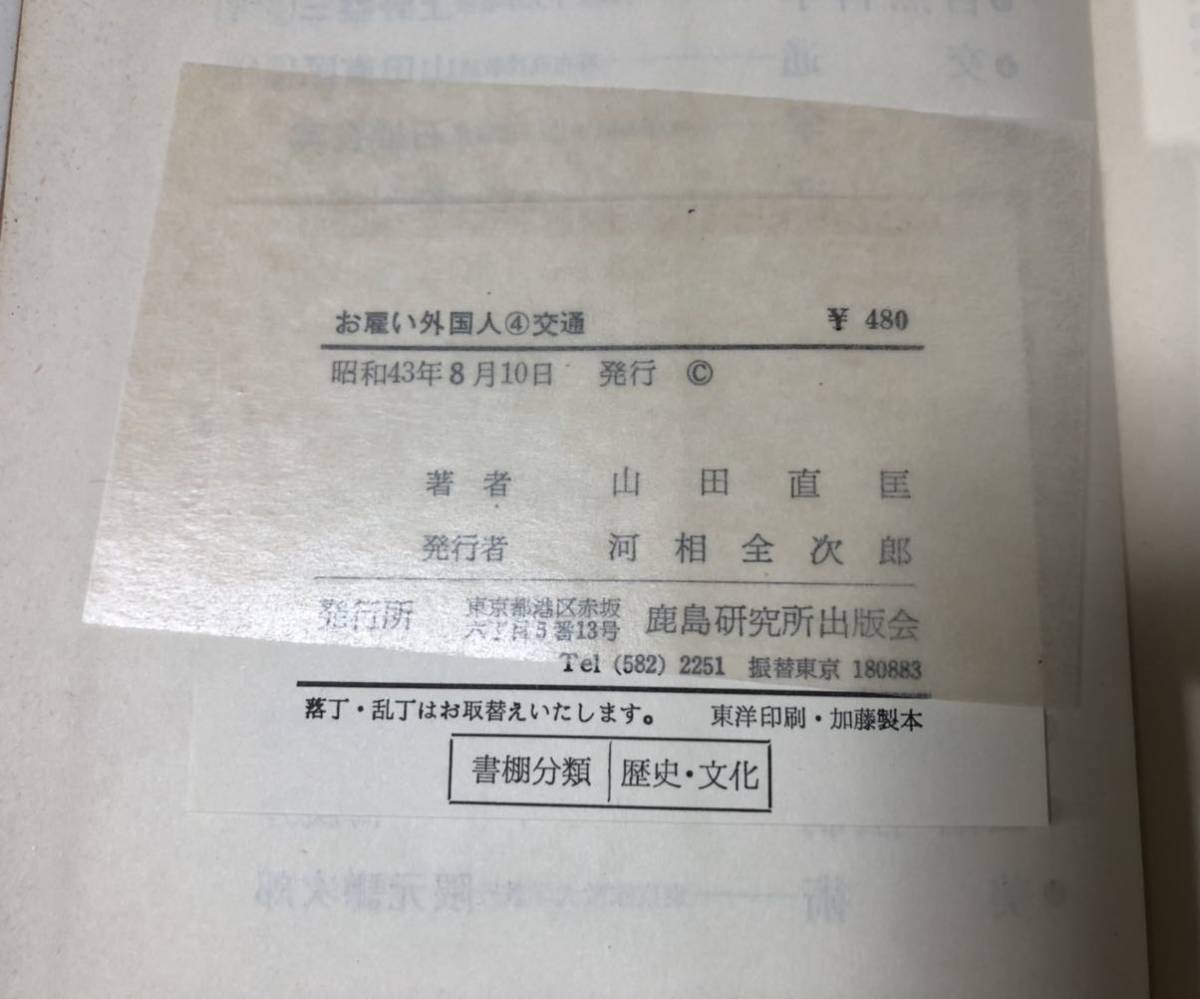 お雇い外国人④交通 ¥ 480
昭和43年8月10日 発行 ©
著者 山田直匡
発行者 河相全次郎
発行所 東京都港区赤坂六丁目5番13号 鹿島研究所出版会
Tel (582) 2251 振替東京 180883
落丁・乱丁はお取替えいたします。 東洋印刷・加藤製本
書棚分類 歴史・文化